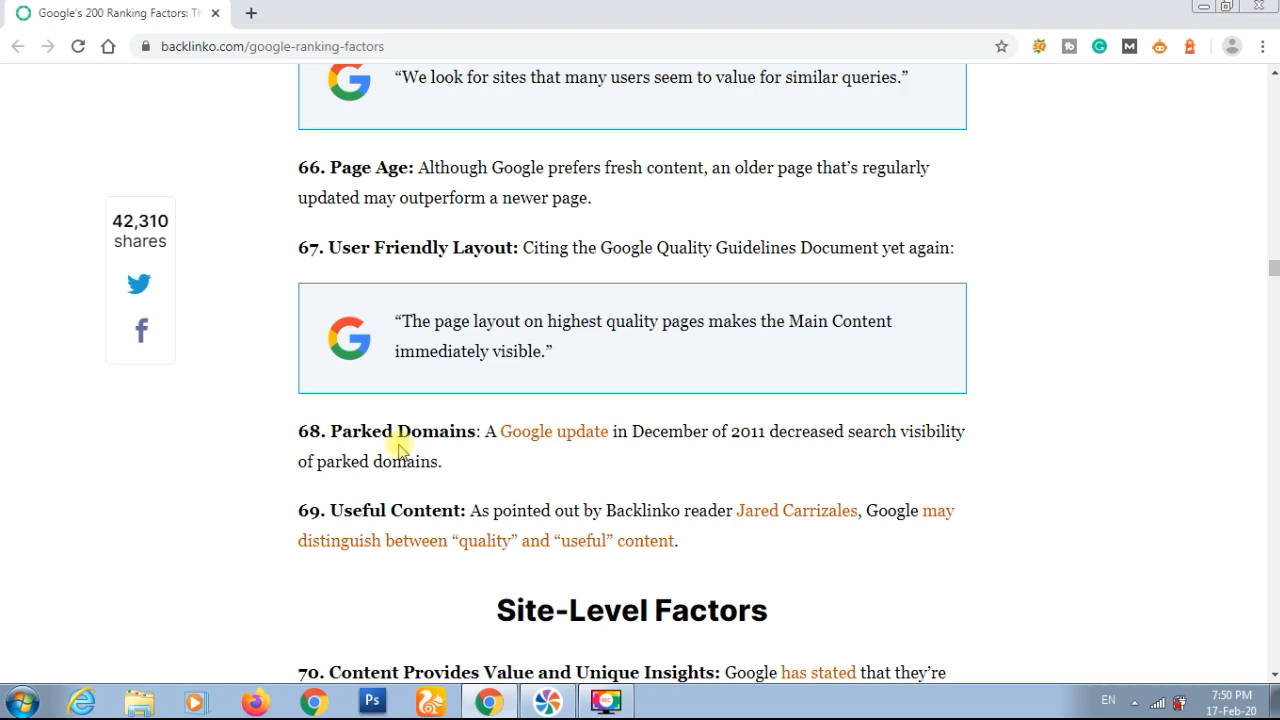 Google's 200 Ranking Factors: Th
backlinko.com/google-ranking-factors
“We look for sites that many users seem to value for similar queries.”
66. Page Age: Although Google prefers fresh content, an older page that’s regularly
updated may outperform a newer page.
42,310
shares
67. User Friendly Layout: Citing the Google Quality Guidelines Document yet again:
“The page layout on highest quality pages makes the Main Content
immediately visible.”
68. Parked Domains: A Google update in December of 2011 decreased search visibility
of parked domains.
69. Useful Content: As pointed out by Backlinko reader Jared Carrizales, Google may
distinguish between “quality” and “useful” content.
Site-Level Factors
70. Content Provides Value and Unique Insights: Google has stated that they’re
Ps
EN
7:50 PM
17-Feb-20